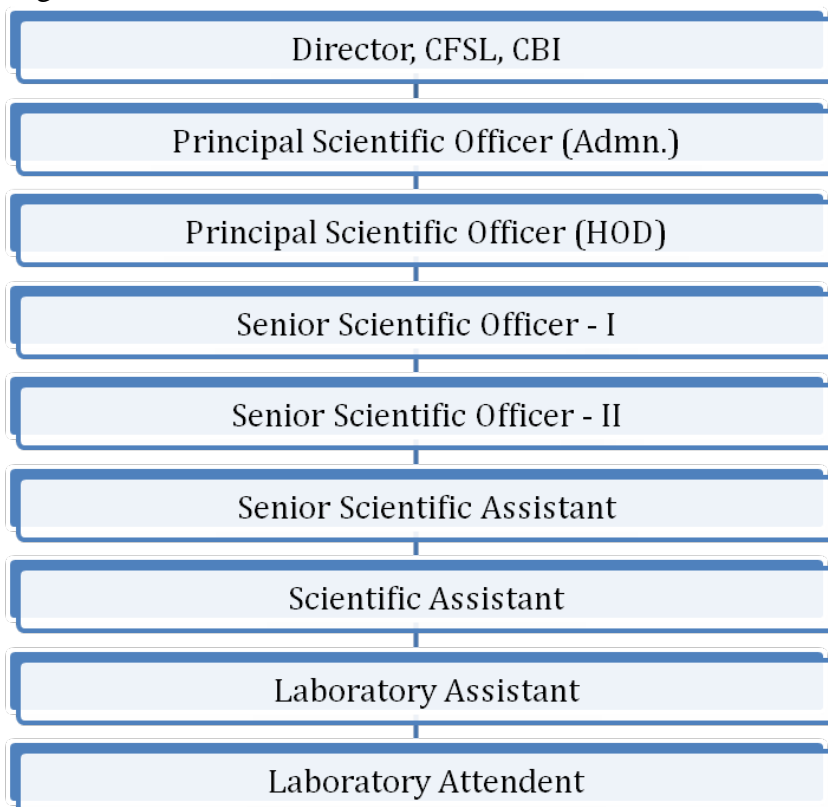 Director, CFSL, CBI
Principal Scientific Officer (Admn.)
Principal Scientific Officer (HOD)
Senior Scientific Officer - I
Senior Scientific Officer - II
Senior Scientific Assistant
Scientific Assistant
Laboratory Assistant
Laboratory Attendent